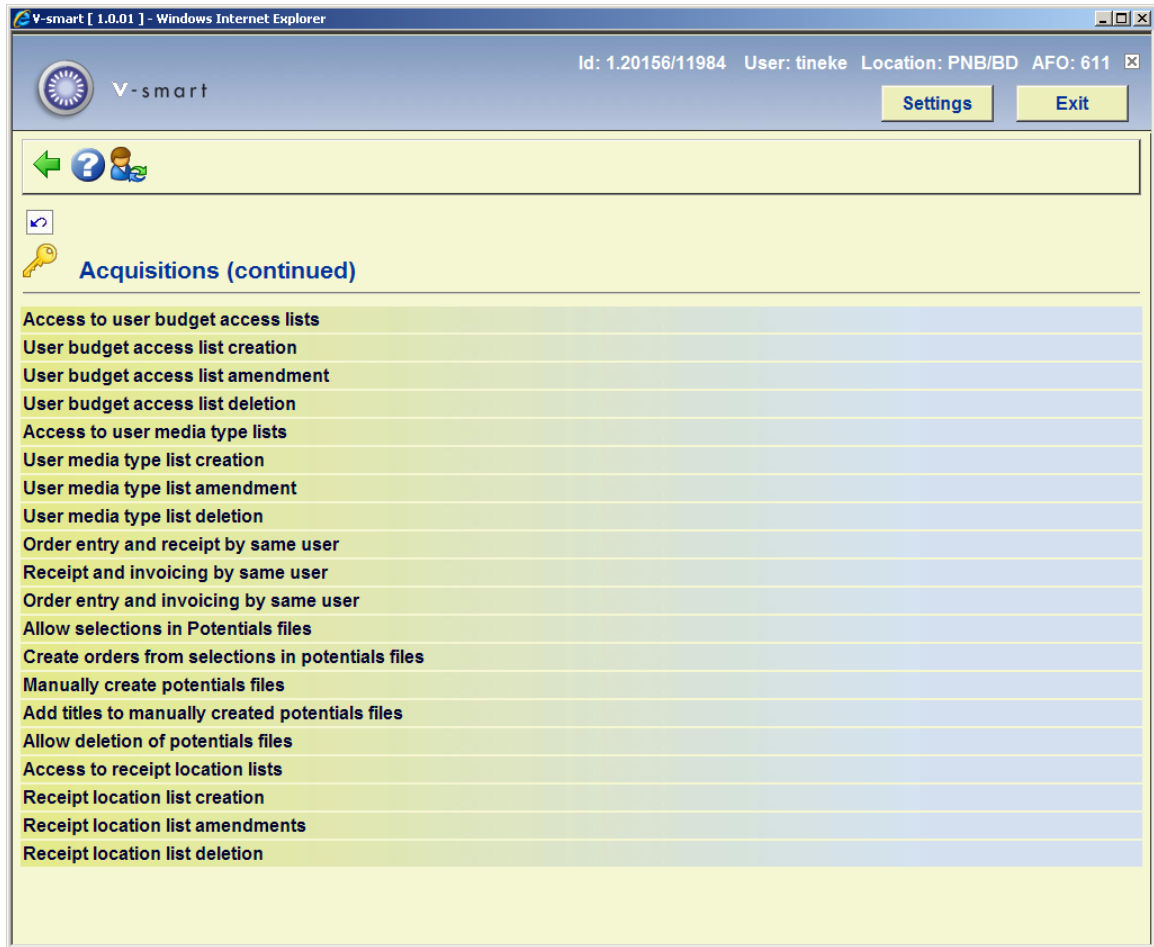 V-smart [ 1.0.01 ] - Windows Internet Explorer
Id: 1.20156/11984 User: tineke Location: PNB/BD AFO: 611
V-smart
Settings Exit
Acquisitions (continued)
Access to user budget access lists
User budget access list creation
User budget access list amendment
User budget access list deletion
Access to user media type lists
User media type list creation
User media type list amendment
User media type list deletion
Order entry and receipt by same user
Receipt and invoicing by same user
Order entry and invoicing by same user
Allow selections in Potentials files
Create orders from selections in potentials files
Manually create potentials files
Add titles to manually created potentials files
Allow deletion of potentials files
Access to receipt location lists
Receipt location list creation
Receipt location list amendments
Receipt location list deletion